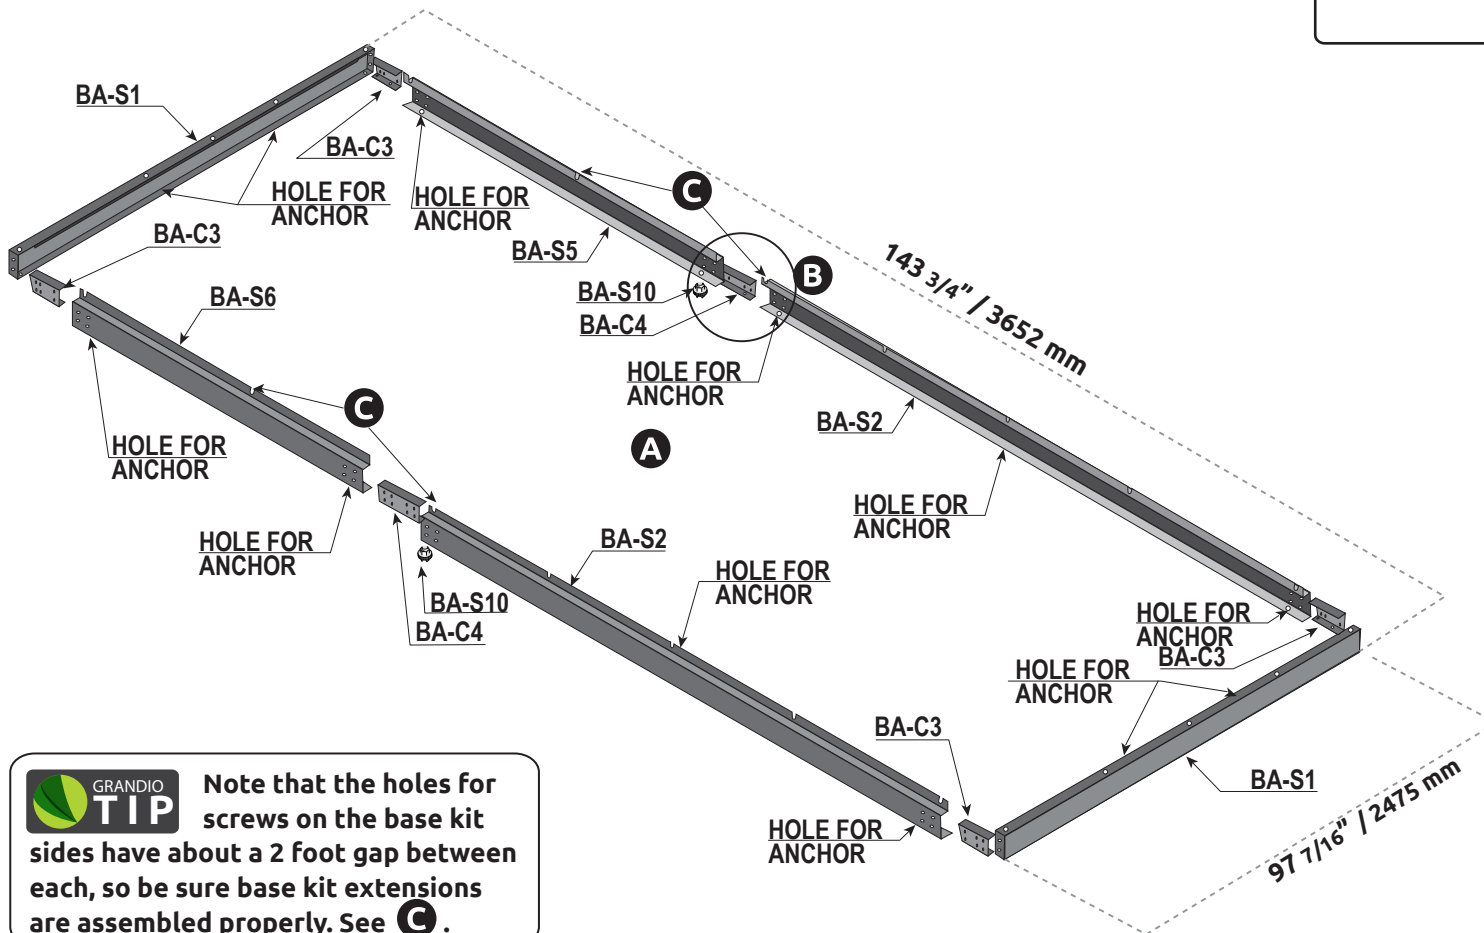 BA-S1
BA-C3
HOLE FOR
ANCHOR
HOLE FOR
ANCHOR
C
BA-C3
BA-S5
BA-S6
BA-S10
BA-C4
B
143 3/4" / 3652 mm
HOLE FOR
ANCHOR
C
BA-S2
HOLE FOR
ANCHOR
A
HOLE FOR
ANCHOR
HOLE FOR
ANCHOR
BA-S2
HOLE FOR
ANCHOR
BA-S10
BA-C4
HOLE FOR
ANCHOR
BA-C3
HOLE FOR
ANCHOR
BA-C3
BA-S1
HOLE FOR
ANCHOR
97 7/16" / 2475 mm
GRANDIO
TIP
Note that the holes for
screws on the base kit
sides have about a 2 foot gap between
each, so be sure base kit extensions
are assembled properly. See C .